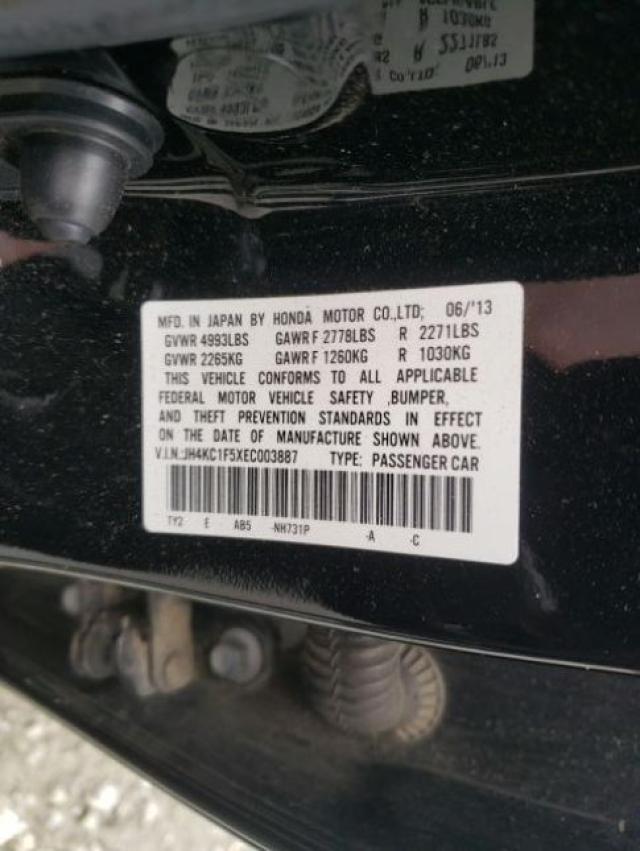 MFD. IN JAPAN BY HONDA MOTOR CO.,LTD; 06/'13
GVWR 4993LBS GAWR F 2778LBS R 2271LBS
GVWR 2265KG GAWR F 1260KG R 1030KG
THIS VEHICLE CONFORMS TO ALL APPLICABLE
FEDERAL MOTOR VEHICLE SAFETY ,BUMPER,
AND THEFT PREVENTION STANDARDS IN EFFECT
ON THE DATE OF MANUFACTURE SHOWN ABOVE.
V.I.N.:JH4KC1F5XEC003887 TYPE: PASSENGER CAR
TY2 E AB5 -NH731P -A -C